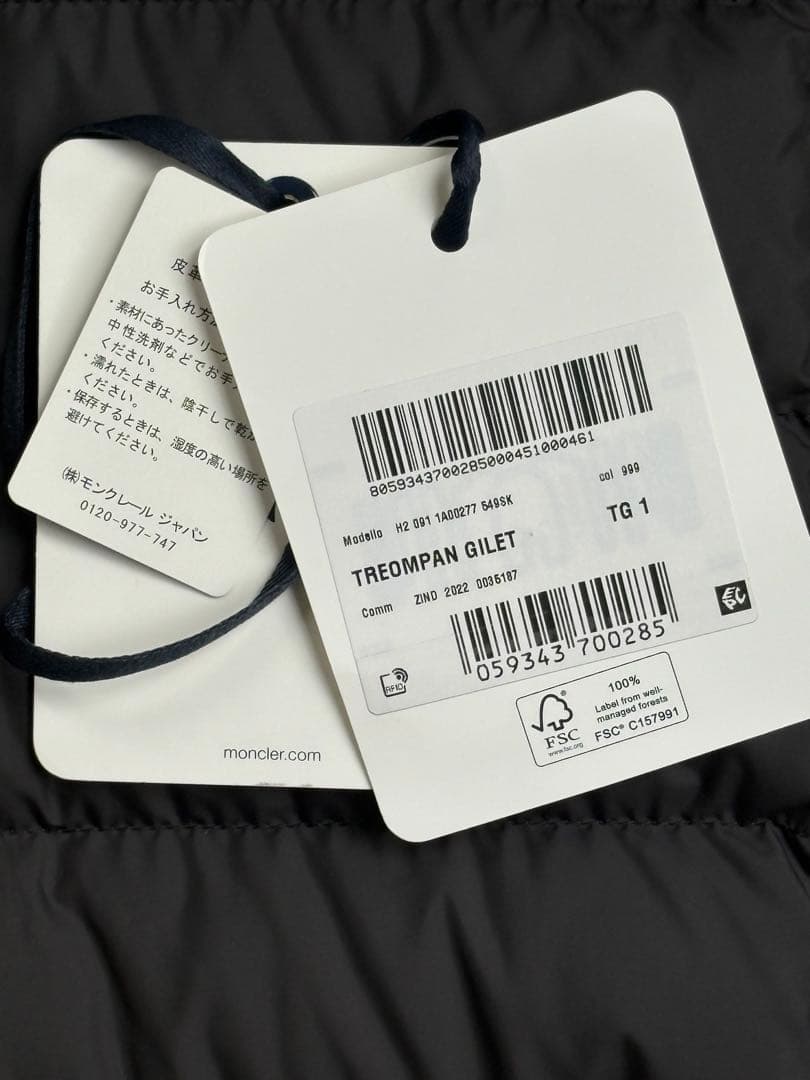 皮革
お手入れ方
・素材にあったクリー
中性洗剤などでお手
ください。
・濡れたときは、陰干しで乾
ください。
・保存するときは、湿度の高い場所を
避けてください。
(株)モンクレール ジャパン
0120-977-747
moncler.com
8059343700285000451000461
Modello H2 091 1A00277 549SK
col 999
TREOMPAN GILET
TG 1
Comm ZIND 2022 0035187
059343 700285
RFID
EPC
FSC®
www.fsc.org
100%
Label from well-
managed forests
FSC® C157991